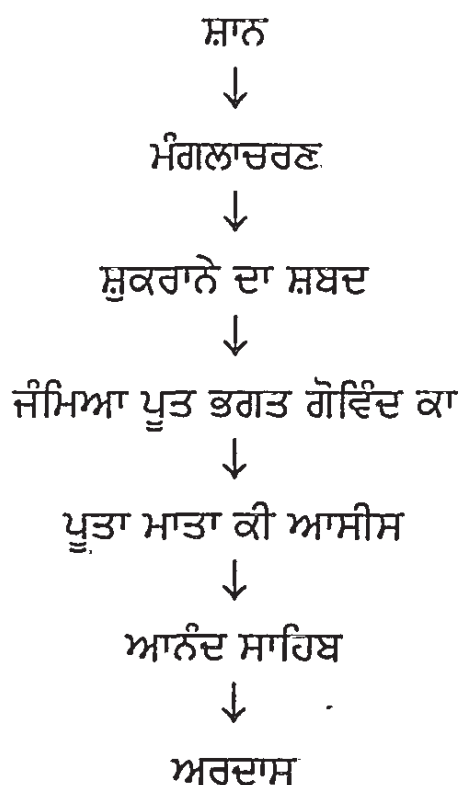 ਸ਼ਾਨ
↓
ਮੰਗਲਾਚਰਣ
↓
ਸ਼ੁਕਰਾਨੇ ਦਾ ਸ਼ਬਦ
↓
ਜੰਮਿਆ ਪੂਤ ਭਗਤ ਗੋਵਿੰਦ ਕਾ
↓
ਪੂਤਾ ਮਾਤਾ ਕੀ ਆਸੀਸ
↓
ਆਨੰਦ ਸਾਹਿਬ
↓
ਅਰਦਾਸ